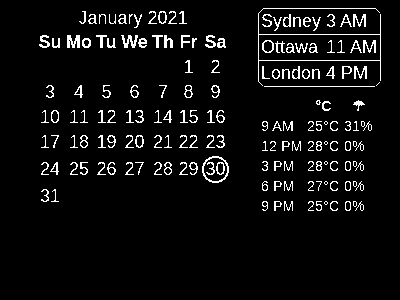 January 2021
Su Mo Tu We Th Fr Sa
1 2
3 4 5 6 7 8 9
10 11 12 13 14 15 16
17 18 19 20 21 22 23
24 25 26 27 28 29 30
31
Sydney 3 AM
Ottawa 11 AM
London 4 PM
°C ☂
9 AM 25°C 31%
12 PM 28°C 0%
3 PM 28°C 0%
6 PM 27°C 0%
9 PM 25°C 0%